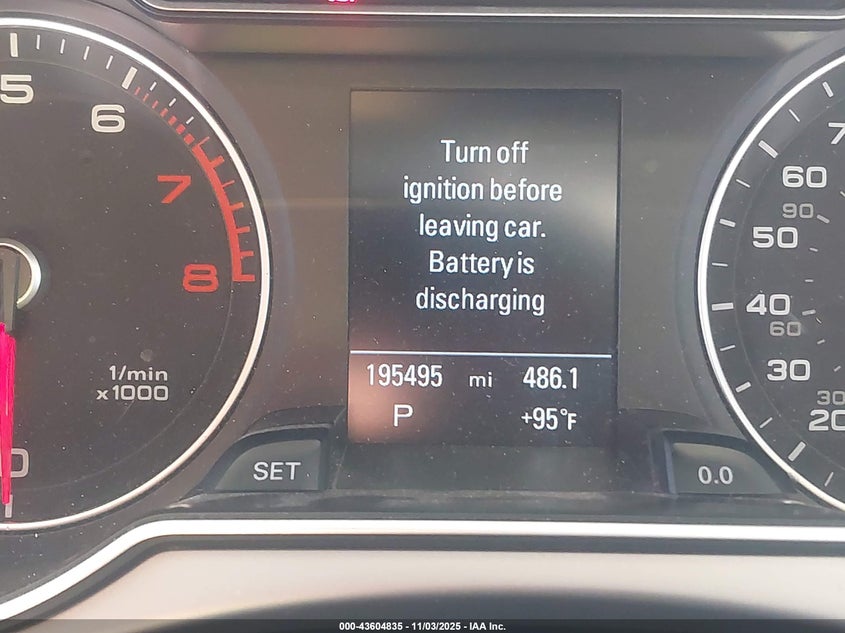 5
6
7
8
1/min
x1000
0
Turn off
ignition before
leaving car.
Battery is
discharging
195495 mi 486.1
P +95°F
SET
0.0
7
60
90
50
40
60
30
30
20
000-43604835 - 11/03/2025 - IAA Inc.